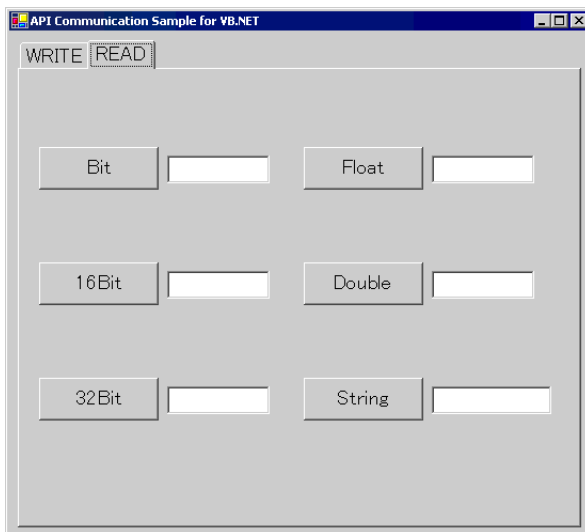 API Communication Sample for VB.NET
WRITE READ
Bit Float
16Bit Double
32Bit String